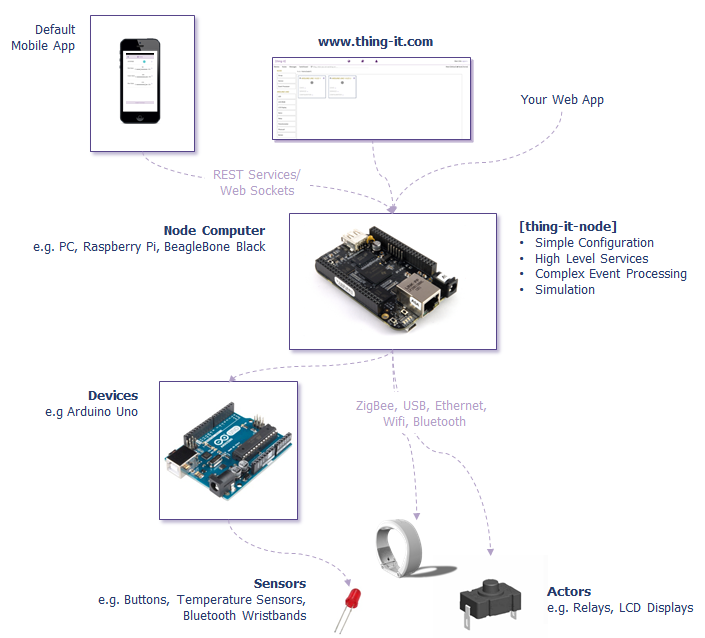 Default
Mobile App
www.thing-it.com
Your Web App
REST Services/
Web Sockets
Node Computer
e.g. PC, Raspberry Pi, BeagleBone Black
[thing-it-node]
• Simple Configuration
• High Level Services
• Complex Event Processing
• Simulation
Devices
e.g Arduino Uno
ZigBee, USB, Ethernet,
Wifi, Bluetooth
Sensors
e.g. Buttons, Temperature Sensors,
Bluetooth Wristbands
Actors
e.g. Relays, LCD Displays